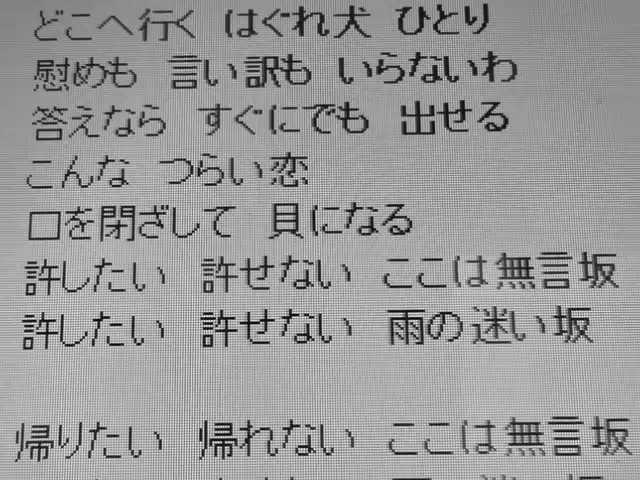 どこへ行く　はぐれ犬　ひとり
慰めも　言い訳も　いらないわ
答えなら　すぐにでも　出せる
こんな　つらい恋
口を閉ざして　貝になる
許したい　許せない　ここは無言坂
許したい　許せない　雨の迷い坂
帰りたい　帰れない　ここは無言坂